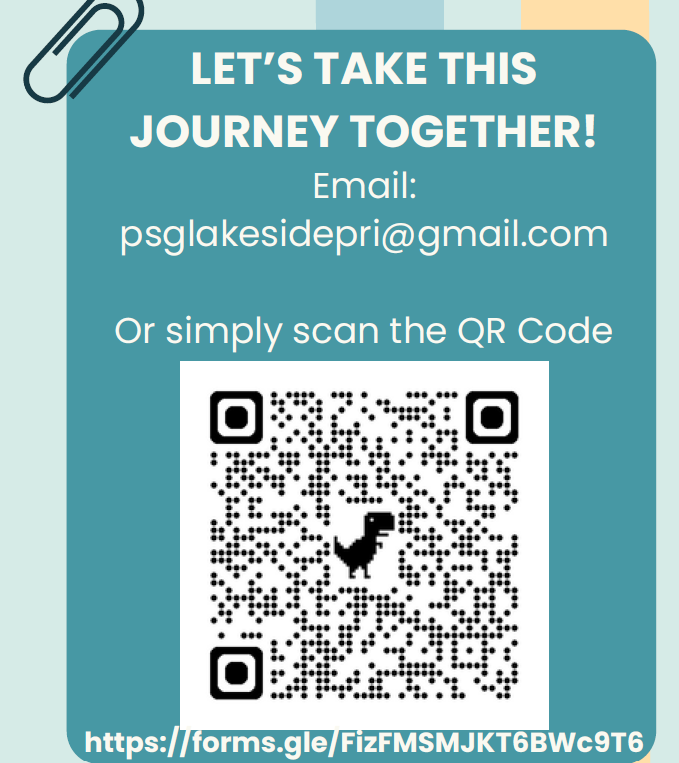 LET’S TAKE THIS
JOURNEY TOGETHER!
Email:
psglakesidepri@gmail.com
Or simply scan the QR Code
https://forms.gle/FizFMSMJKT6BWc9T6